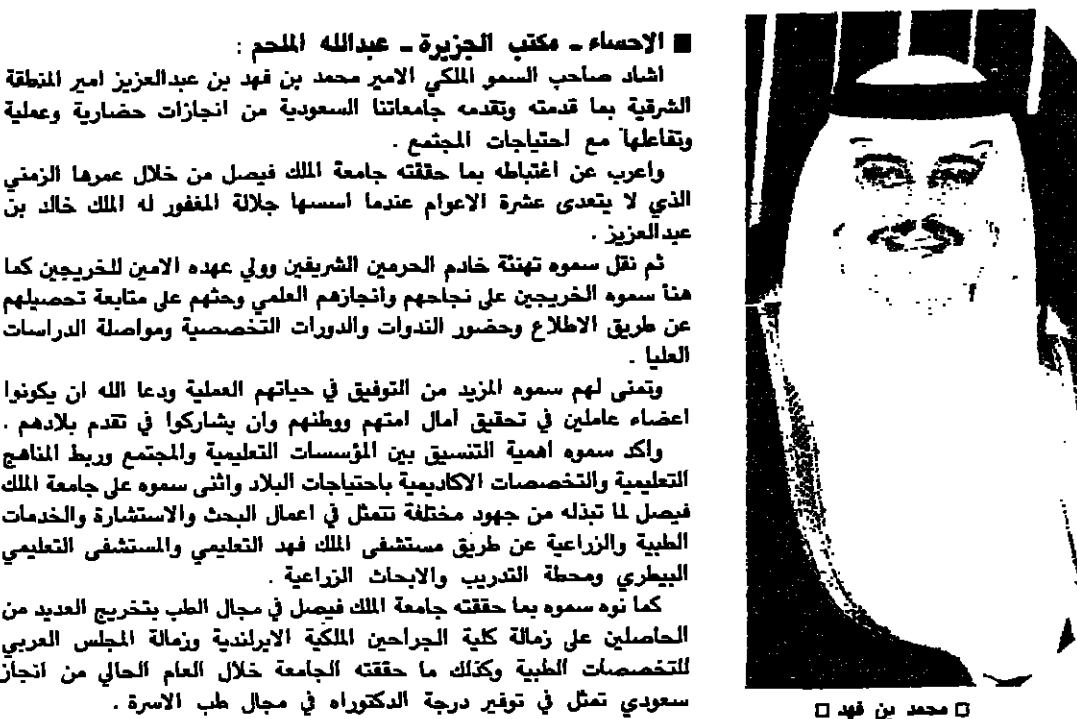 ■ الاحساء ـ مكتب الجزيرة ـ عبدالله الملحم :
اشاد صاحب السمو الملكي الامير محمد بن فهد بن عبدالعزيز امير المنطقة
الشرقية بما قدمته وتقدمه جامعاتنا السعودية من انجازات حضارية وعملية
وتفاعلها مع احتياجات المجتمع .
واعرب عن اغتباطه بما حققته جامعة الملك فيصل من خلال عمرها الزمني
الذي لا يتعدى عشرة الاعوام عندما اسسها جلالة المغفور له الملك خالد بن
عبدالعزيز .
ثم نقل سموه تهنئة خادم الحرمين الشريفين وولي عهده الامين للخريجين كما
هنأ سموه الخريجين على نجاحهم وانجازهم العلمي وحثهم على متابعة تحصيلهم
عن طريق الاطلاع وحضور الندوات والدورات التخصصية ومواصلة الدراسات
العليا .
وتمنى لهم سموه المزيد من التوفيق في حياتهم العملية ودعا الله ان يكونوا
اعضاء عاملين في تحقيق آمال امتهم ووطنهم وان يشاركوا في تقدم بلادهم .
وأكد سموه اهمية التنسيق بين المؤسسات التعليمية والمجتمع وربط المناهج
التعليمية والتخصصات الاكاديمية باحتياجات البلاد واثنى سموه على جامعة الملك
فيصل لما تبذله من جهود مختلفة تتمثل في اعمال البحث والاستشارة والخدمات
الطبية والزراعية عن طريق مستشفى الملك فهد التعليمي والمستشفى التعليمي
البيطري ومحطة التدريب والابحاث الزراعية .
كما نوه سموه بما حققته جامعة الملك فيصل في مجال الطب بتخريج العديد من
الحاصلين على زمالة كلية الجراحين الملكية الايرلندية وزمالة المجلس العربي
للتخصصات الطبية وكذلك ما حققته الجامعة خلال العام الحالي من انجاز
سعودي تمثل في توفير درجة الدكتوراه في مجال طب الاسرة .
□ محمد بن فهد □